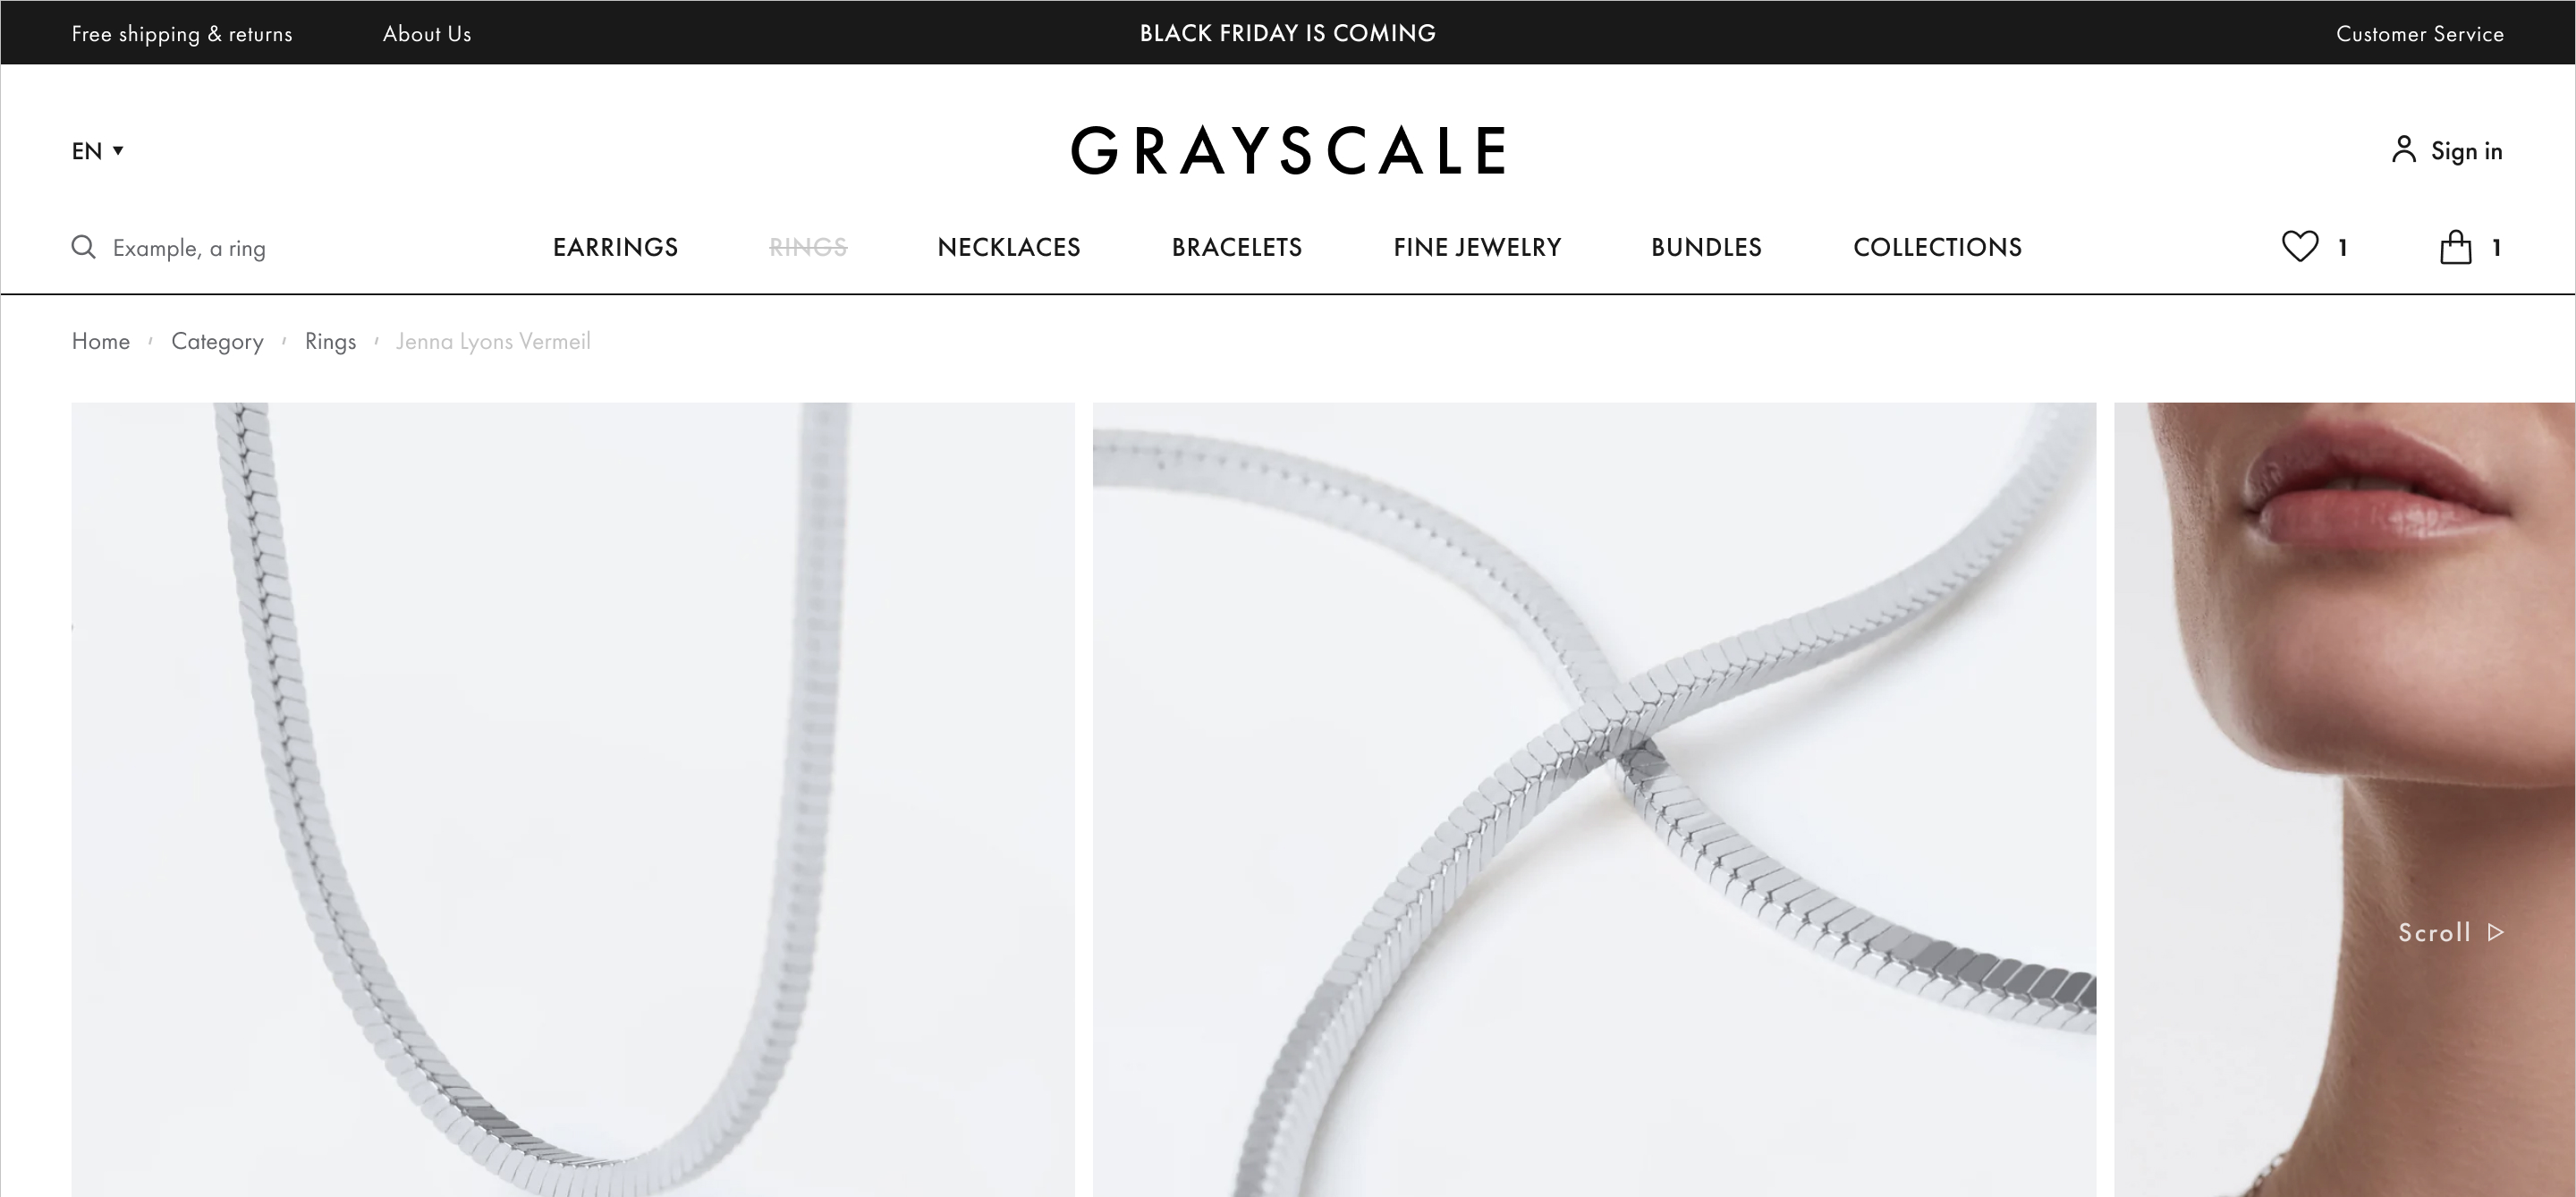 Free shipping & returns About Us BLACK FRIDAY IS COMING Customer Service
EN ▼ GRAYSCALE Sign in
Example, a ring EARRINGS RINGS NECKLACES BRACELETS FINE JEWELRY BUNDLES COLLECTIONS 1 1
Home ' Category ' Rings ' Jenna Lyons Vermeil
Scroll